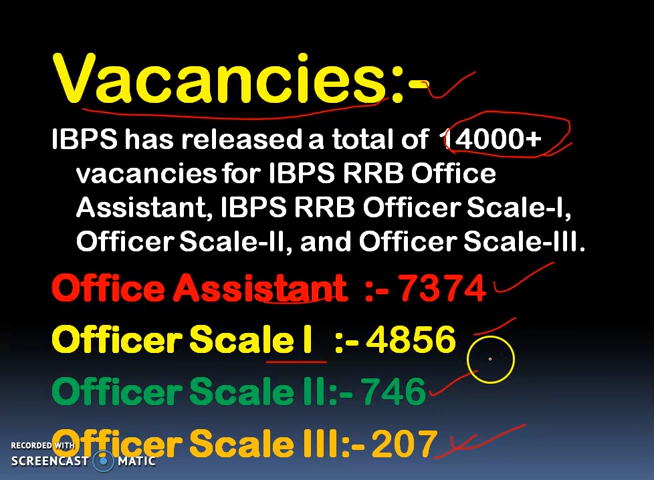 Vacancies:-
IBPS has released a total of 14000+
vacancies for IBPS RRB Office
Assistant, IBPS RRB Officer Scale-I,
Officer Scale-II, and Officer Scale-III.
Office Assistant :- 7374
Officer Scale I :- 4856
Officer Scale II:- 746
Officer Scale III:- 207
RECORDED WITH
SCREENCAST MATIC